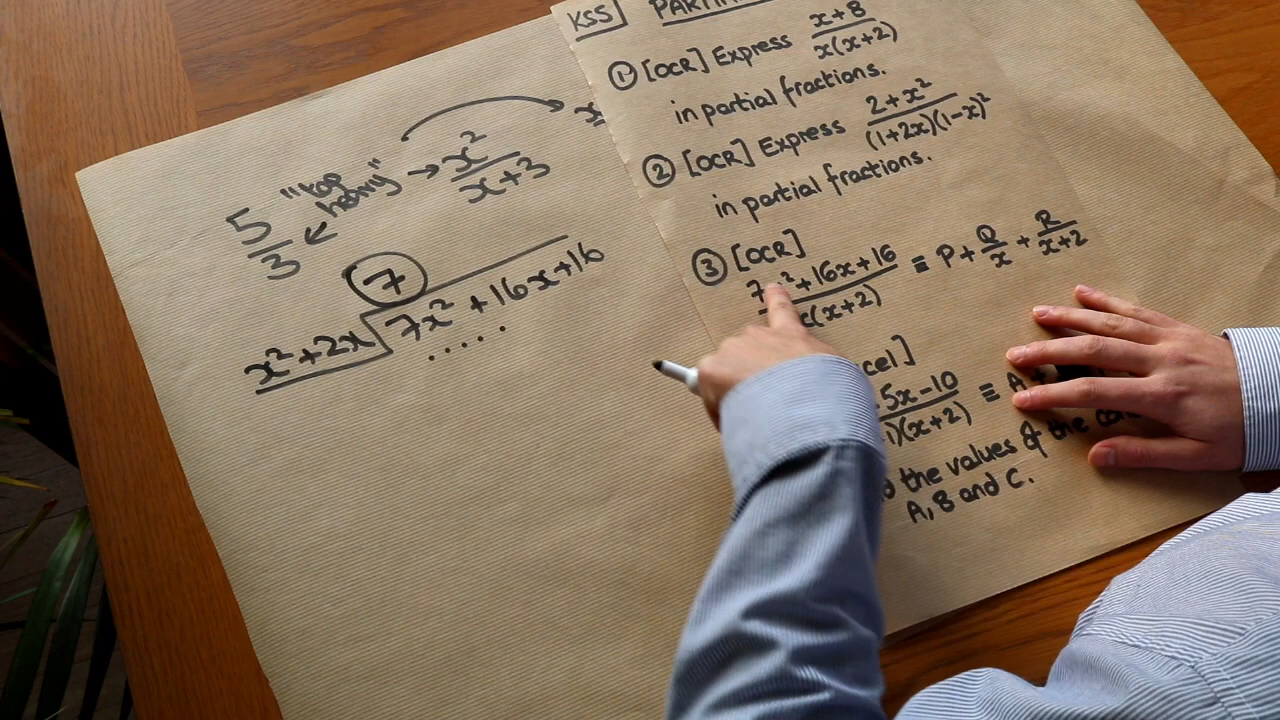 5/3
"top heavy"
x²/(x+3)
7
x²+2x 7x²+16x+16
....
KSS
① [OCR] Express (x+8)/(x(x+2))
in partial fractions.
② [OCR] Express (2+x²)/((1+2x)(1-x)²)
in partial fractions.
③ [OCR]
7x²+16x+16 / x(x+2) ≡ P + Q/x + R/(x+2)
5x-10 / (x+2) ≡ A +
the values of the
A, B and C.